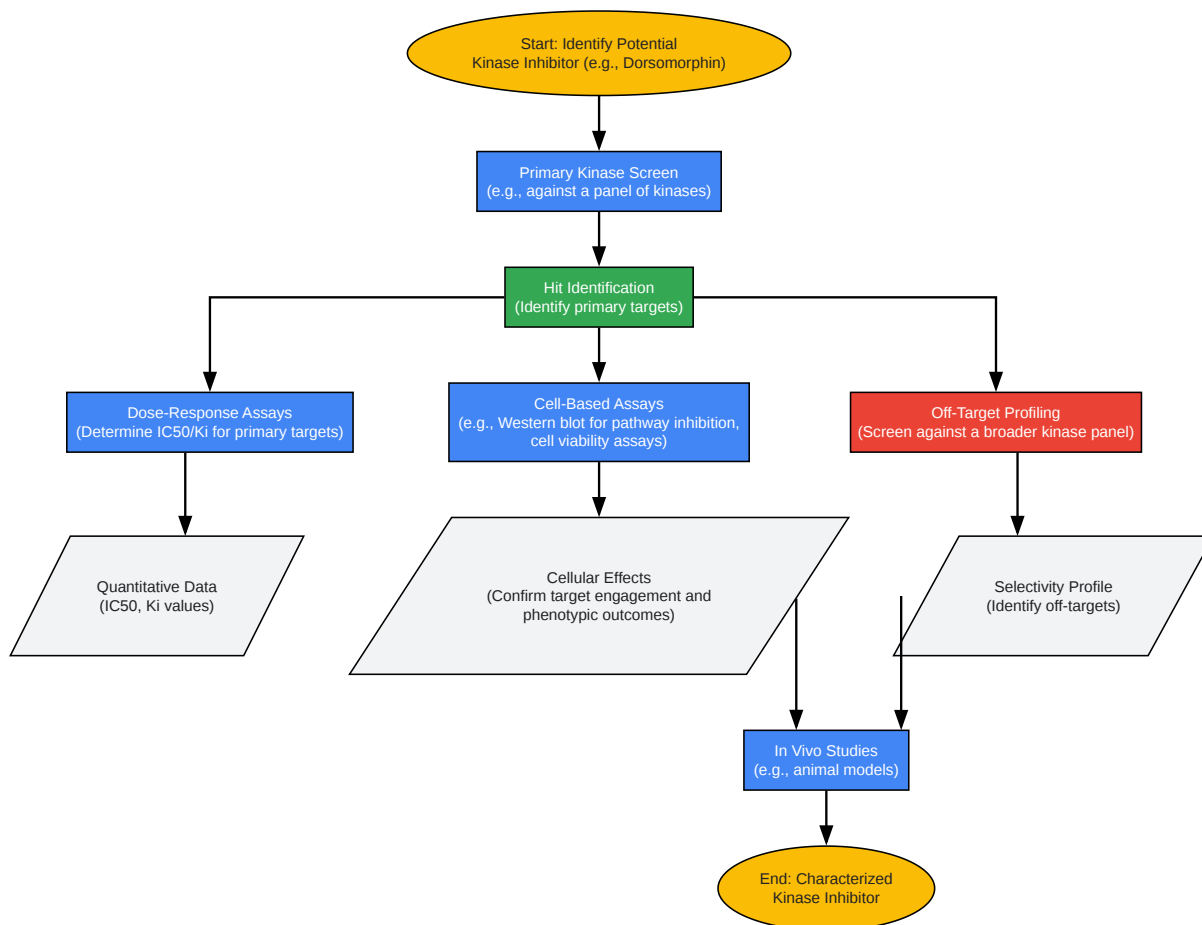 Start: Identify Potential
Kinase Inhibitor (e.g., Dorsomorphin)
Primary Kinase Screen
(e.g., against a panel of kinases)
Hit Identification
(Identify primary targets)
Dose-Response Assays
(Determine IC50/Ki for primary targets)
Cell-Based Assays
(e.g., Western blot for pathway inhibition,
cell viability assays)
Off-Target Profiling
(Screen against a broader kinase panel)
Quantitative Data
(IC50, Ki values)
Cellular Effects
(Confirm target engagement and
phenotypic outcomes)
Selectivity Profile
(Identify off-targets)
In Vivo Studies
(e.g., animal models)
End: Characterized
Kinase Inhibitor